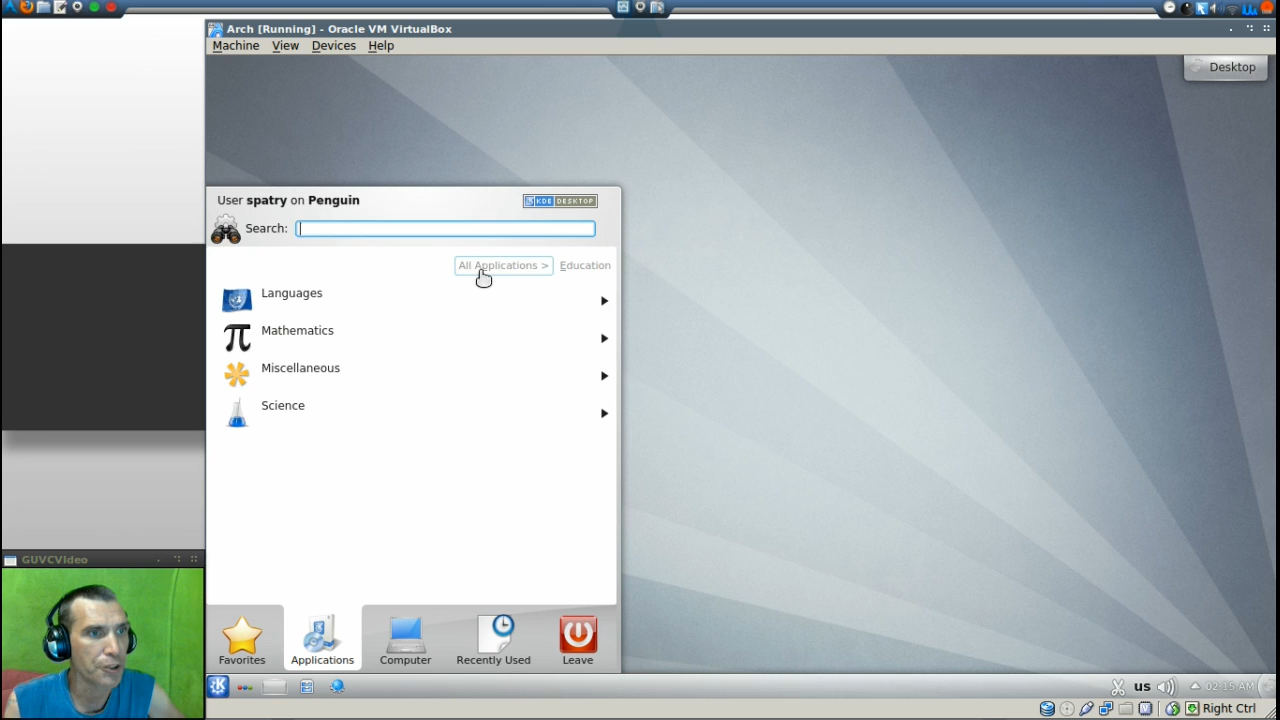 Arch [Running] - Oracle VM VirtualBox
Machine View Devices Help
Desktop
User spatry on Penguin
KDE DESKTOP
Search:
All Applications > Education
Languages
Mathematics
Miscellaneous
Science
GUVCVideo
Favorites Applications Computer Recently Used Leave
us 02:15 AM
Right Ctrl